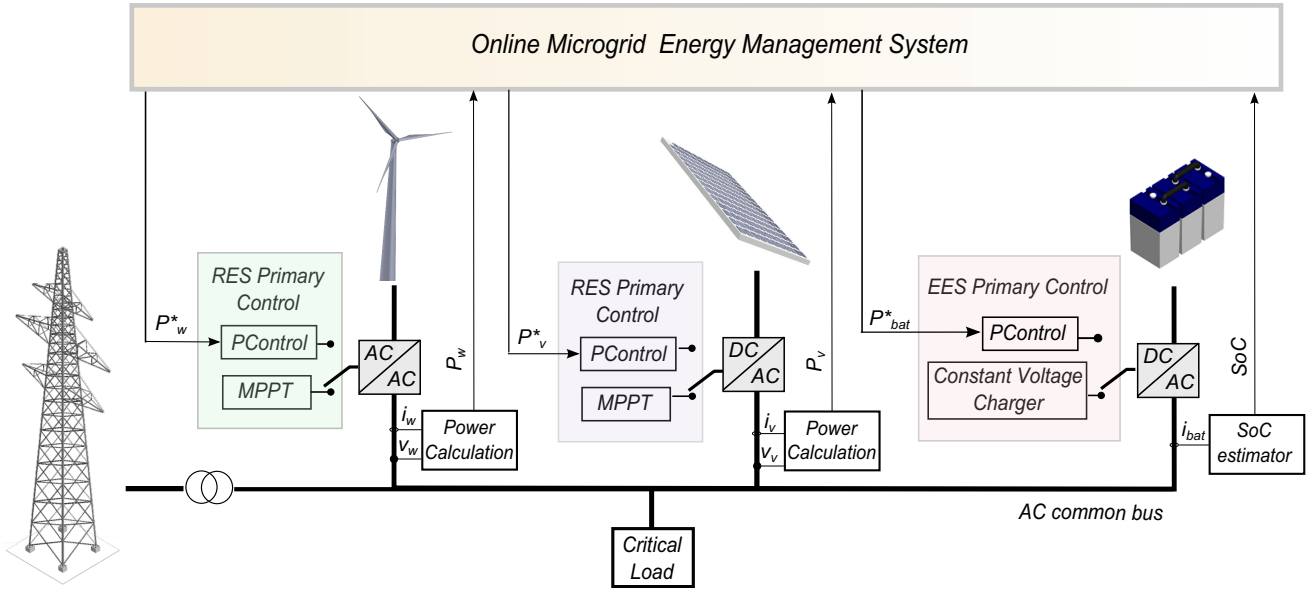 Online Microgrid Energy Management System
RES Primary
Control
P*w
PControl
MPPT
AC
AC
Pw
iw
vw
Power
Calculation
RES Primary
Control
P*v
PControl
MPPT
DC
AC
Pv
iv
vv
Power
Calculation
EES Primary Control
P*bat
PControl
Constant Voltage
Charger
DC
AC
SoC
ibat
SoC
estimator
AC common bus
Critical
Load